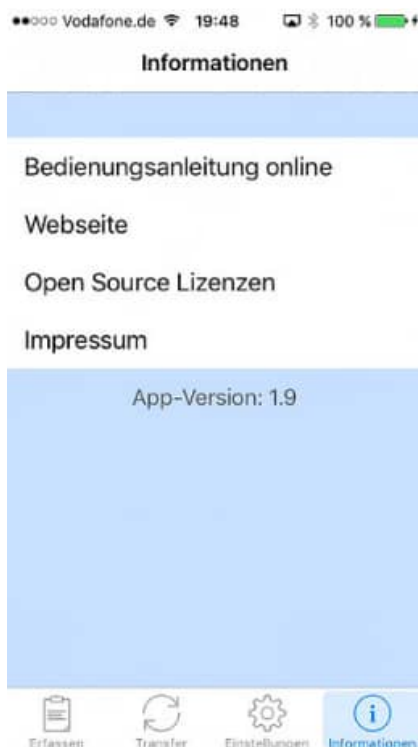 Vodafone.de 19:48 100 %
Informationen
Bedienungsanleitung online
Webseite
Open Source Lizenzen
Impressum
App-Version: 1.9
Erfassen Transfer Einstellungen Informationen